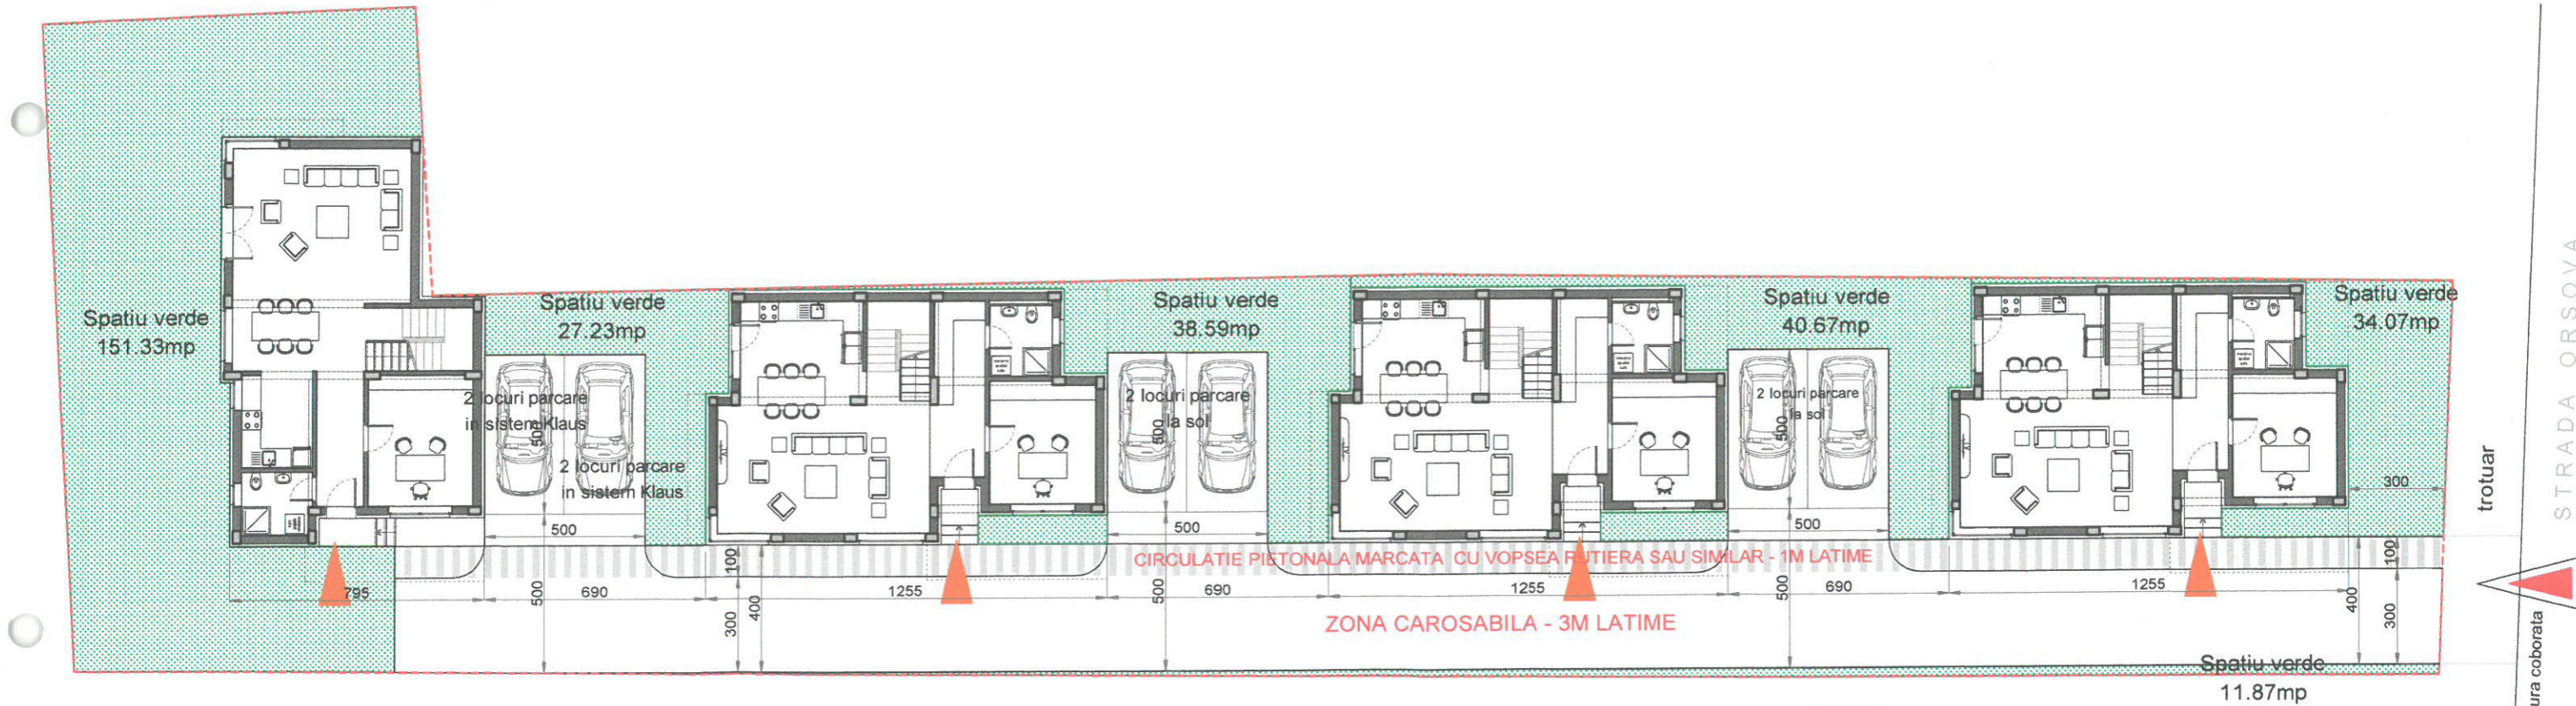 Spatiu verde
151.33mp
Spatiu verde
27.23mp
Spatiu verde
38.59mp
Spatiu verde
40.67mp
Spatiu verde
34.07mp
2 locuri parcare
in sistem Klaus
2 locuri parcare
in sistem Klaus
500
2 locuri parcare
la sol
500
2 locuri parcare
la sol
500
300
500
500
500
CIRCULATIE PIETONALA MARCATA CU VOPSEA RUTIERA SAU SIMILAR - 1M LATIME
100
100
795
690
1255
690
1255
690
1255
500
300
400
500
500
400
300
ZONA CAROSABILA - 3M LATIME
Spatiu verde
11.87mp
trotuar
STRADA ORSOVA
ura coborata